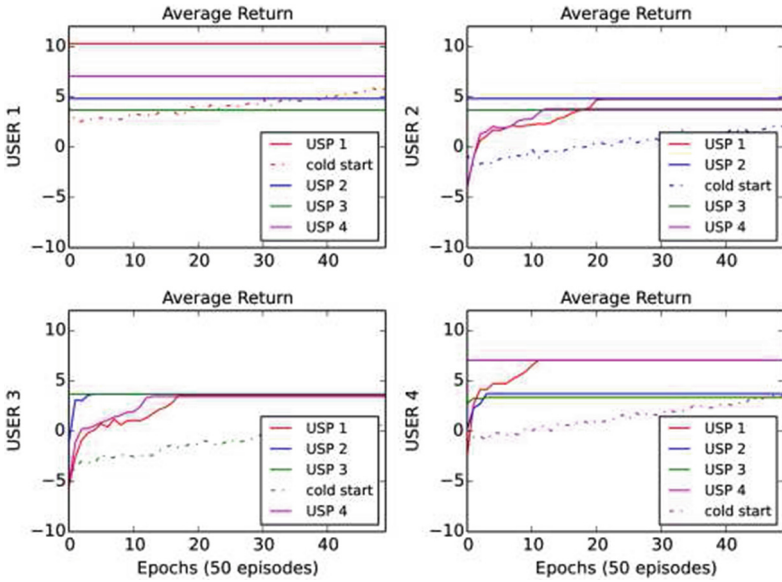 Average Return
USER 1
10
5
0
−5
−10
0 10 20 30 40
USP 1
cold start
USP 2
USP 3
USP 4
Average Return
USER 2
10
5
0
−5
−10
0 10 20 30 40
USP 1
USP 2
cold start
USP 3
USP 4
Average Return
USER 3
10
5
0
−5
−10
0 10 20 30 40
Epochs (50 episodes)
USP 1
USP 2
USP 3
cold start
USP 4
Average Return
USER 4
10
5
0
−5
−10
0 10 20 30 40
Epochs (50 episodes)
USP 1
USP 2
USP 3
USP 4
cold start